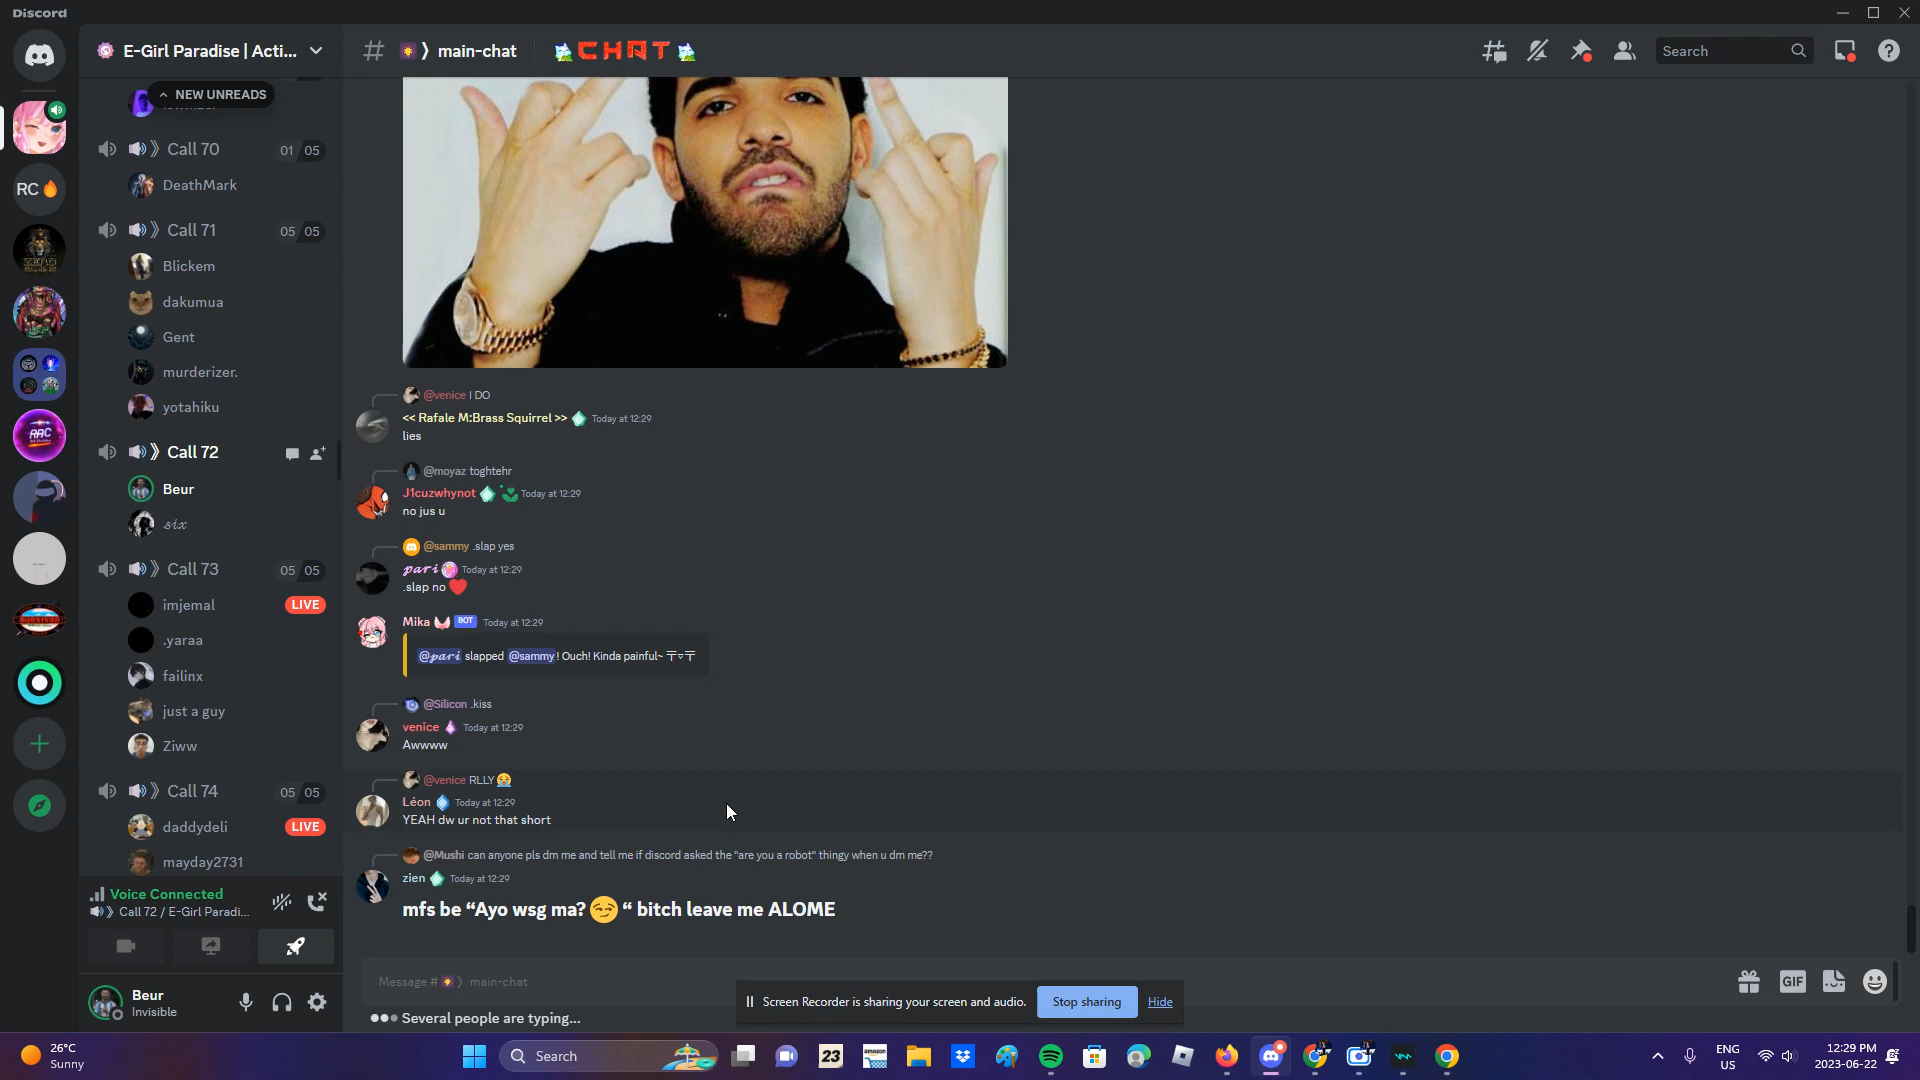 Discord
E-Girl Paradise | Acti...
❭ main-chat
CHAT
Search
NEW UNREADS
RC🔥
》Call 70
01 05
DeathMark
》Call 71
05 05
Blickem
dakumua
Gent
murderizer.
yotahiku
》Call 72
Beur
𝓈𝒾𝓍
》Call 73
05 05
imjemal
LIVE
.yaraa
failinx
just a guy
Ziww
》Call 74
05 05
daddydeli
LIVE
mayday2731
Voice Connected
》Call 72 / E-Girl Paradi...
Beur
Invisible
@venice I DO
<< Rafale M:Brass Squirrel >> Today at 12:29
lies
@moyaz toghtehr
J1cuzwhynot Today at 12:29
no jus u
@sammy .slap yes
𝓹𝓪𝓻𝓲 Today at 12:29
.slap no❤️
Mika BOT Today at 12:29
@𝓹𝓪𝓻𝓲 slapped @sammy! Ouch! Kinda painful~ 〒▿〒
@Silicon .kiss
venice Today at 12:29
Awwww
@venice RLLY 😭
Léon Today at 12:29
YEAH dw ur not that short
@Mushi can anyone pls dm me and tell me if discord asked the "are you a robot" thingy when u dm me??
zien Today at 12:29
mfs be “Ayo wsg ma? 😏 “ bitch leave me ALOME
Message # ❭ main-chat
GIF
Several people are typing...
Screen Recorder is sharing your screen and audio.
Stop sharing
Hide
26°C
Sunny
Search
23
amazon
ENG
US
12:29 PM
2023-06-22